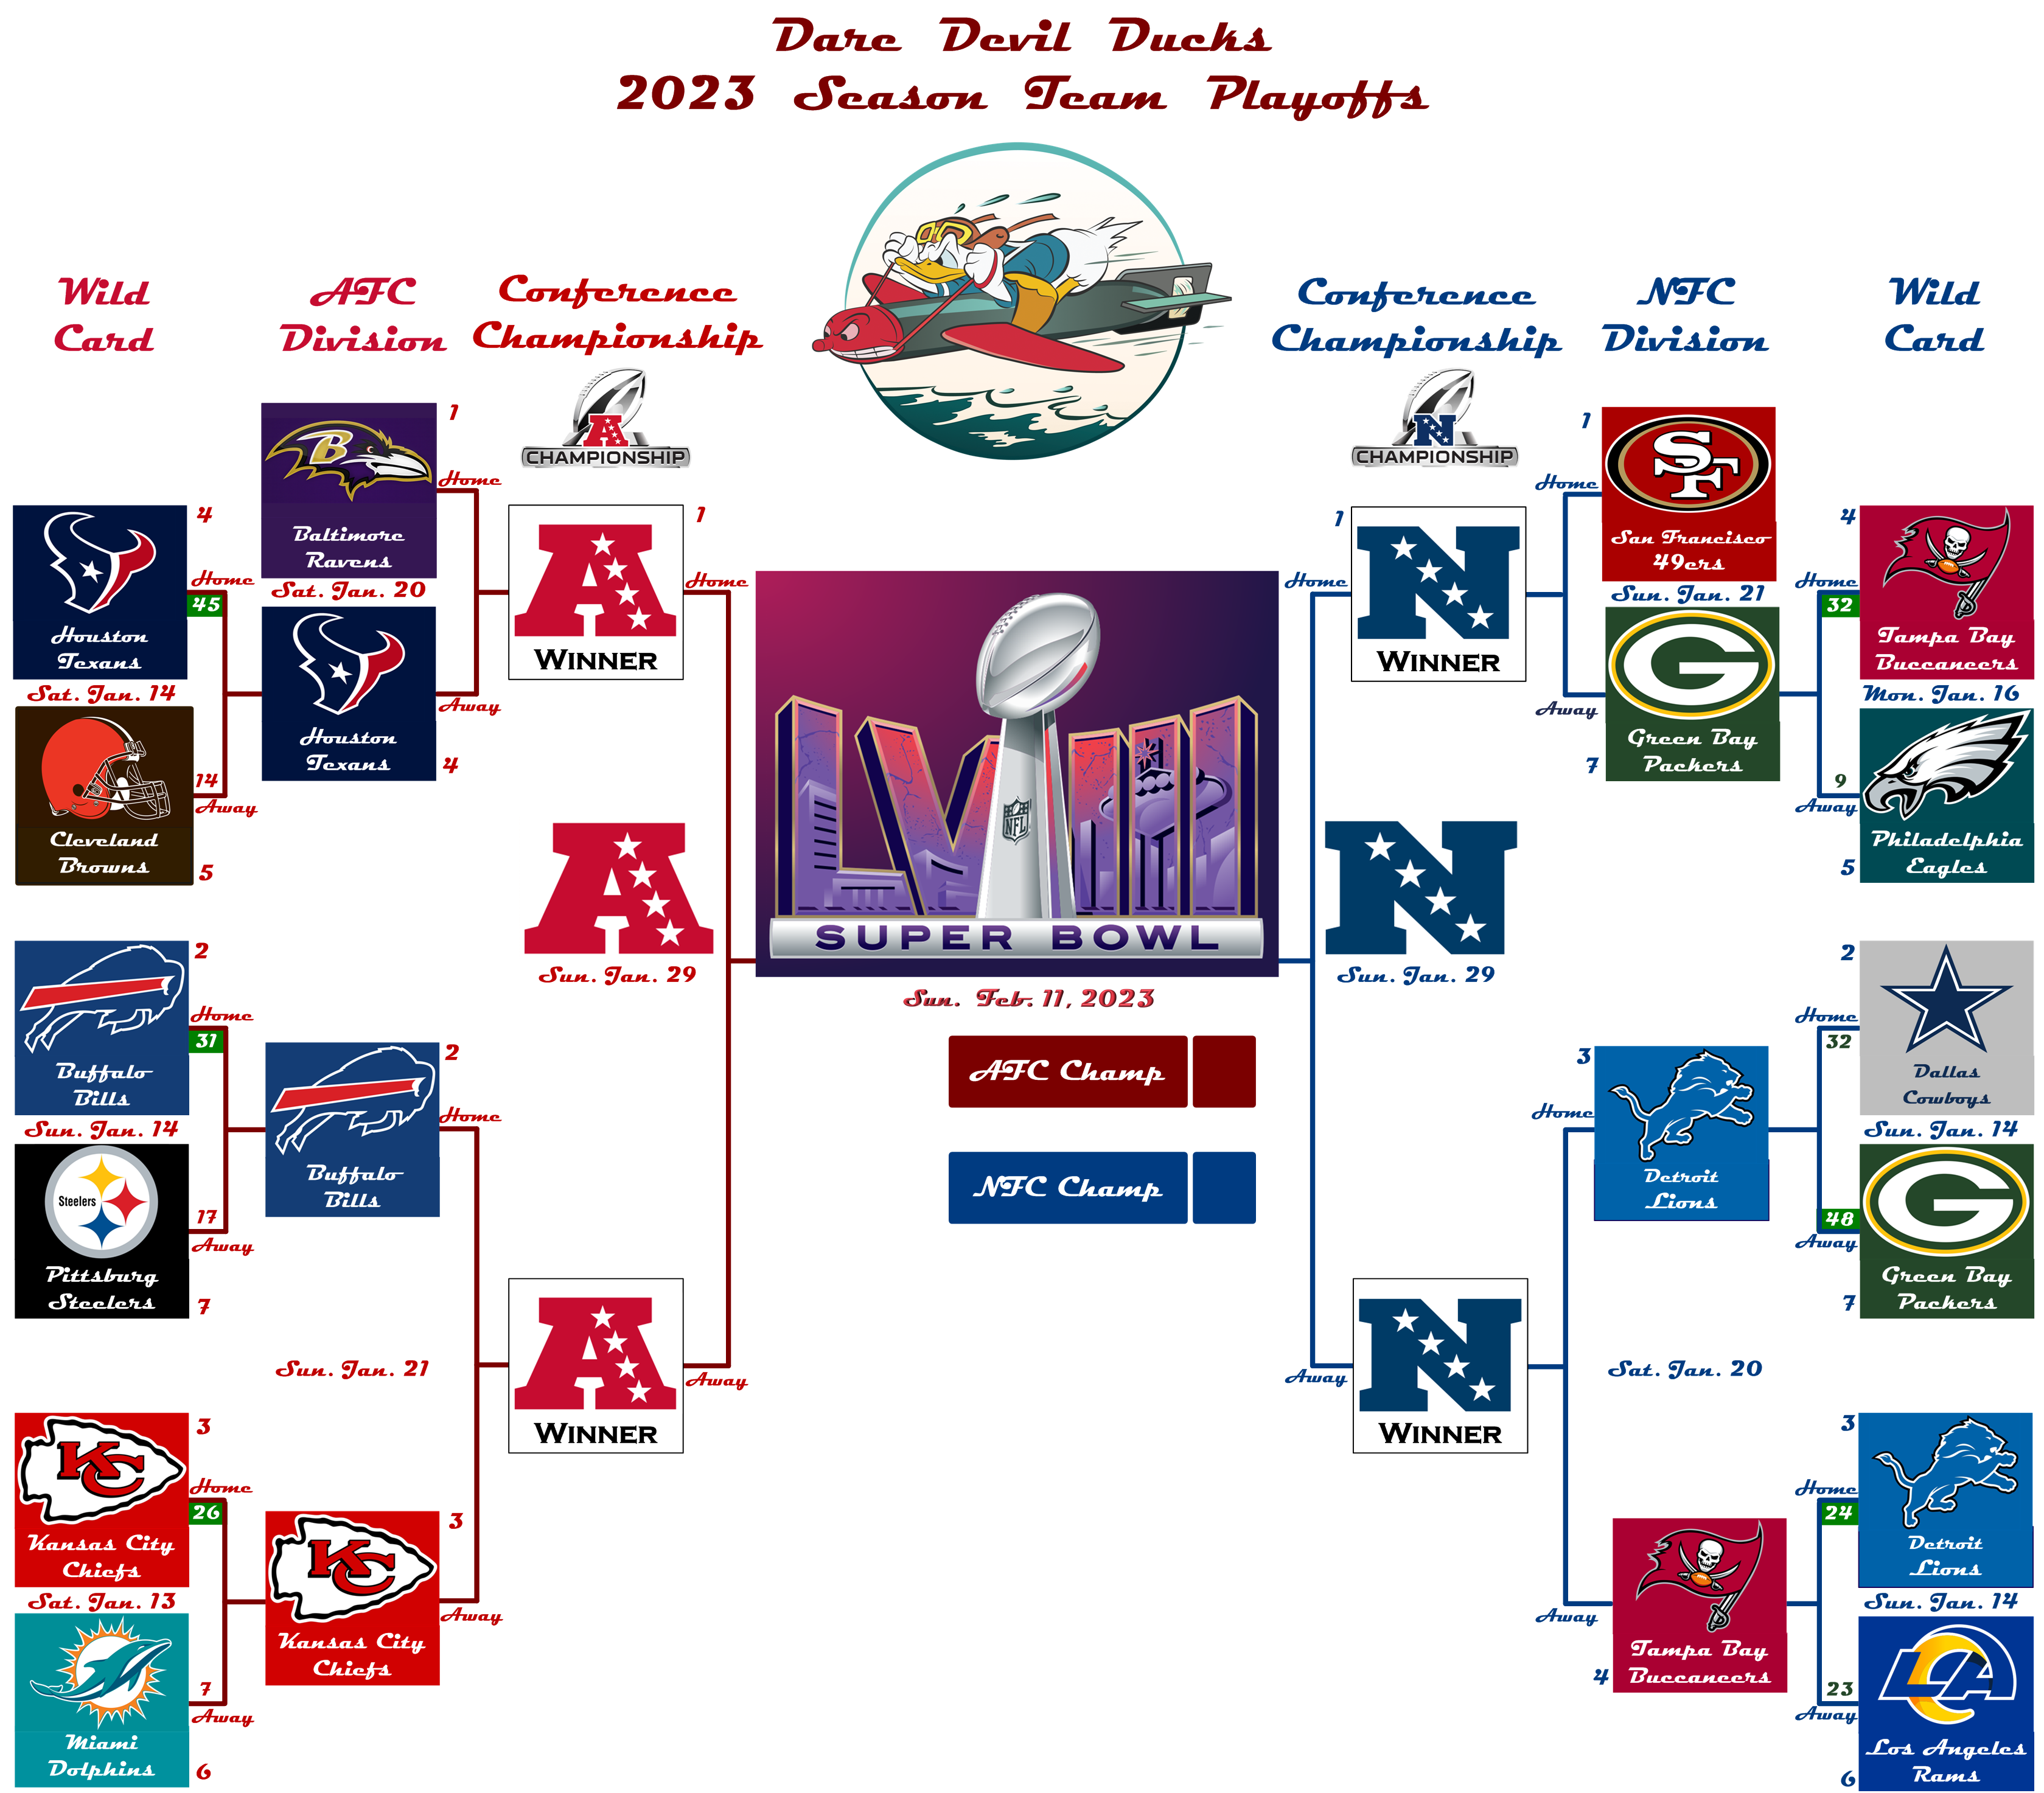 Dare Devil Ducks
2023 Season Team Playoffs
Wild
Card
AFC
Division
Conference
Championship
Conference
Championship
NFC
Division
Wild
Card
A
CHAMPIONSHIP
N
CHAMPIONSHIP
4
Houston
Texans
Home
45
Sat. Jan. 14
14
Away
Cleveland
Browns
5
2
Buffalo
Bills
Home
31
Sun. Jan. 14
Steelers
17
Away
Pittsburg
Steelers
7
3
KC
Kansas City
Chiefs
Home
26
Sat. Jan. 13
7
Away
Miami
Dolphins
6
1
B
Baltimore
Ravens
Home
Sat. Jan. 20
Houston
Texans
Away
4
2
Buffalo
Bills
Home
Sun. Jan. 21
3
KC
Kansas City
Chiefs
Away
1
A
WINNER
Home
A
Sun. Jan. 29
A
WINNER
Away
LVIII
NFL
SUPER BOWL
Sun. Feb. 11, 2023
AFC Champ
NFC Champ
1
N
WINNER
Home
N
Sun. Jan. 29
N
WINNER
Away
1
SF
San Francisco
49ers
Home
Sun. Jan. 21
G
Green Bay
Packers
Away
7
3
Detroit
Lions
Home
Sat. Jan. 20
Tampa Bay
Buccaneers
Away
4
4
Tampa Bay
Buccaneers
Home
32
Mon. Jan. 16
9
Away
Philadelphia
Eagles
5
2
Dallas
Cowboys
Home
32
Sun. Jan. 14
G
48
Away
Green Bay
Packers
7
3
Detroit
Lions
Home
24
Sun. Jan. 14
LA
23
Away
Los Angeles
Rams
6